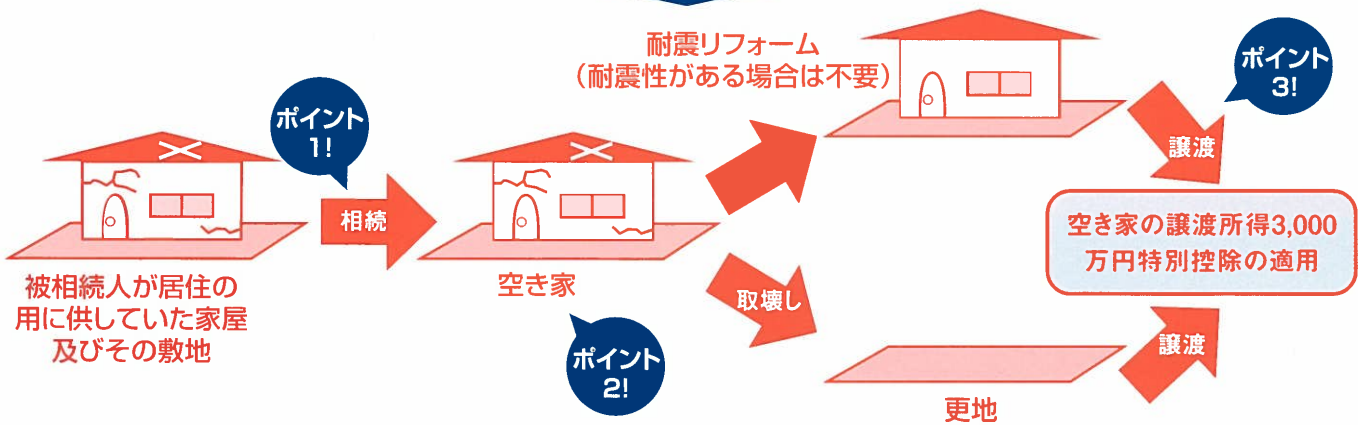 ポイント
1!
相続
被相続人が居住の
用に供していた家屋
及びその敷地
空き家
ポイント
2!
耐震リフォーム
（耐震性がある場合は不要）
取壊し
更地
ポイント
3!
譲渡
譲渡
空き家の譲渡所得3,000
万円特別控除の適用